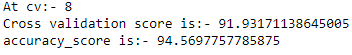 At cv:- 8
Cross validation score is:- 91.93171138645005
accuracy_score is:- 94.5697757785875